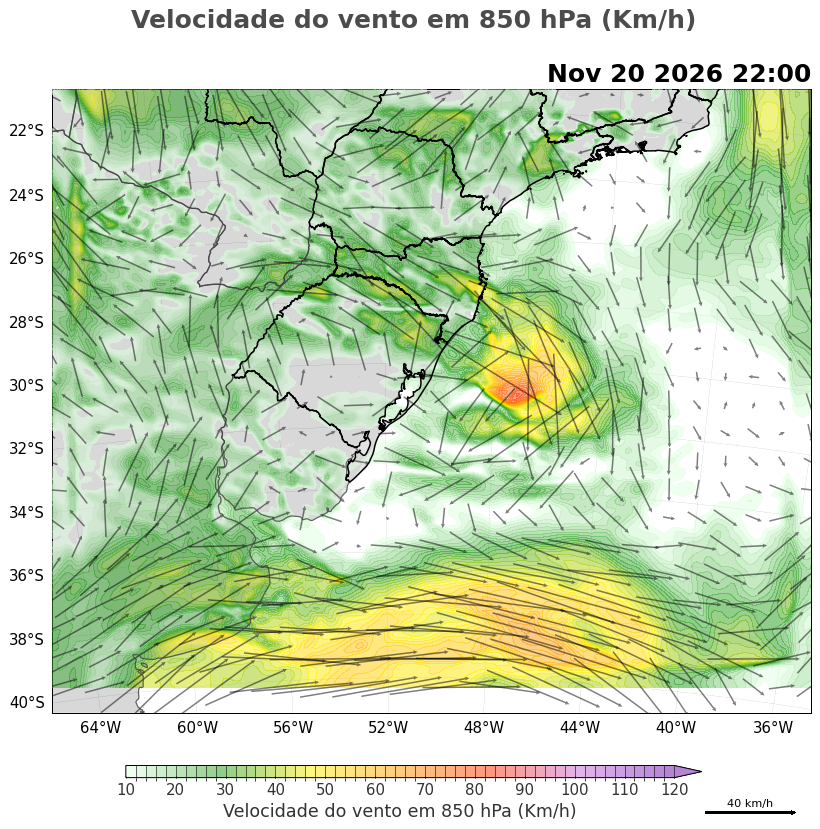 Velocidade do vento em 850 hPa (Km/h)
Nov 20 2026 22:00
22°S
24°S
26°S
28°S
30°S
32°S
34°S
36°S
38°S
40°S
64°W 60°W 56°W 52°W 48°W 44°W 40°W 36°W
10 20 30 40 50 60 70 80 90 100 110 120
40 km/h
Velocidade do vento em 850 hPa (Km/h)